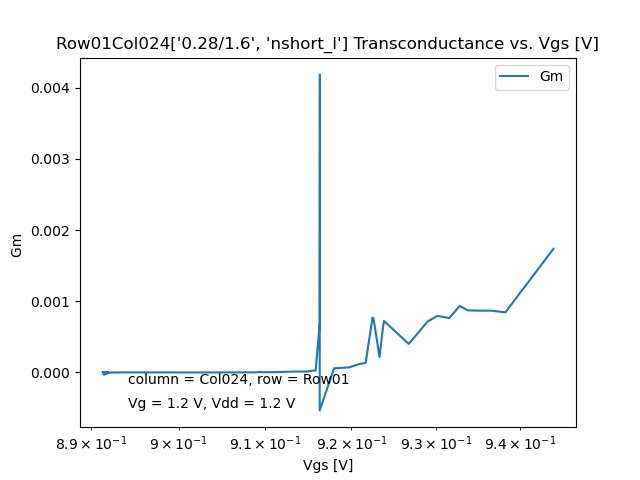 Row01Col024['0.28/1.6', 'nshort_l'] Transconductance vs. Vgs [V]
Gm
0.004
0.003
0.002
0.001
0.000
Gm
column = Col024, row = Row01
Vg = 1.2 V, Vdd = 1.2 V
8.9 × 10⁻¹ 9 × 10⁻¹ 9.1 × 10⁻¹ 9.2 × 10⁻¹ 9.3 × 10⁻¹ 9.4 × 10⁻¹
Vgs [V]